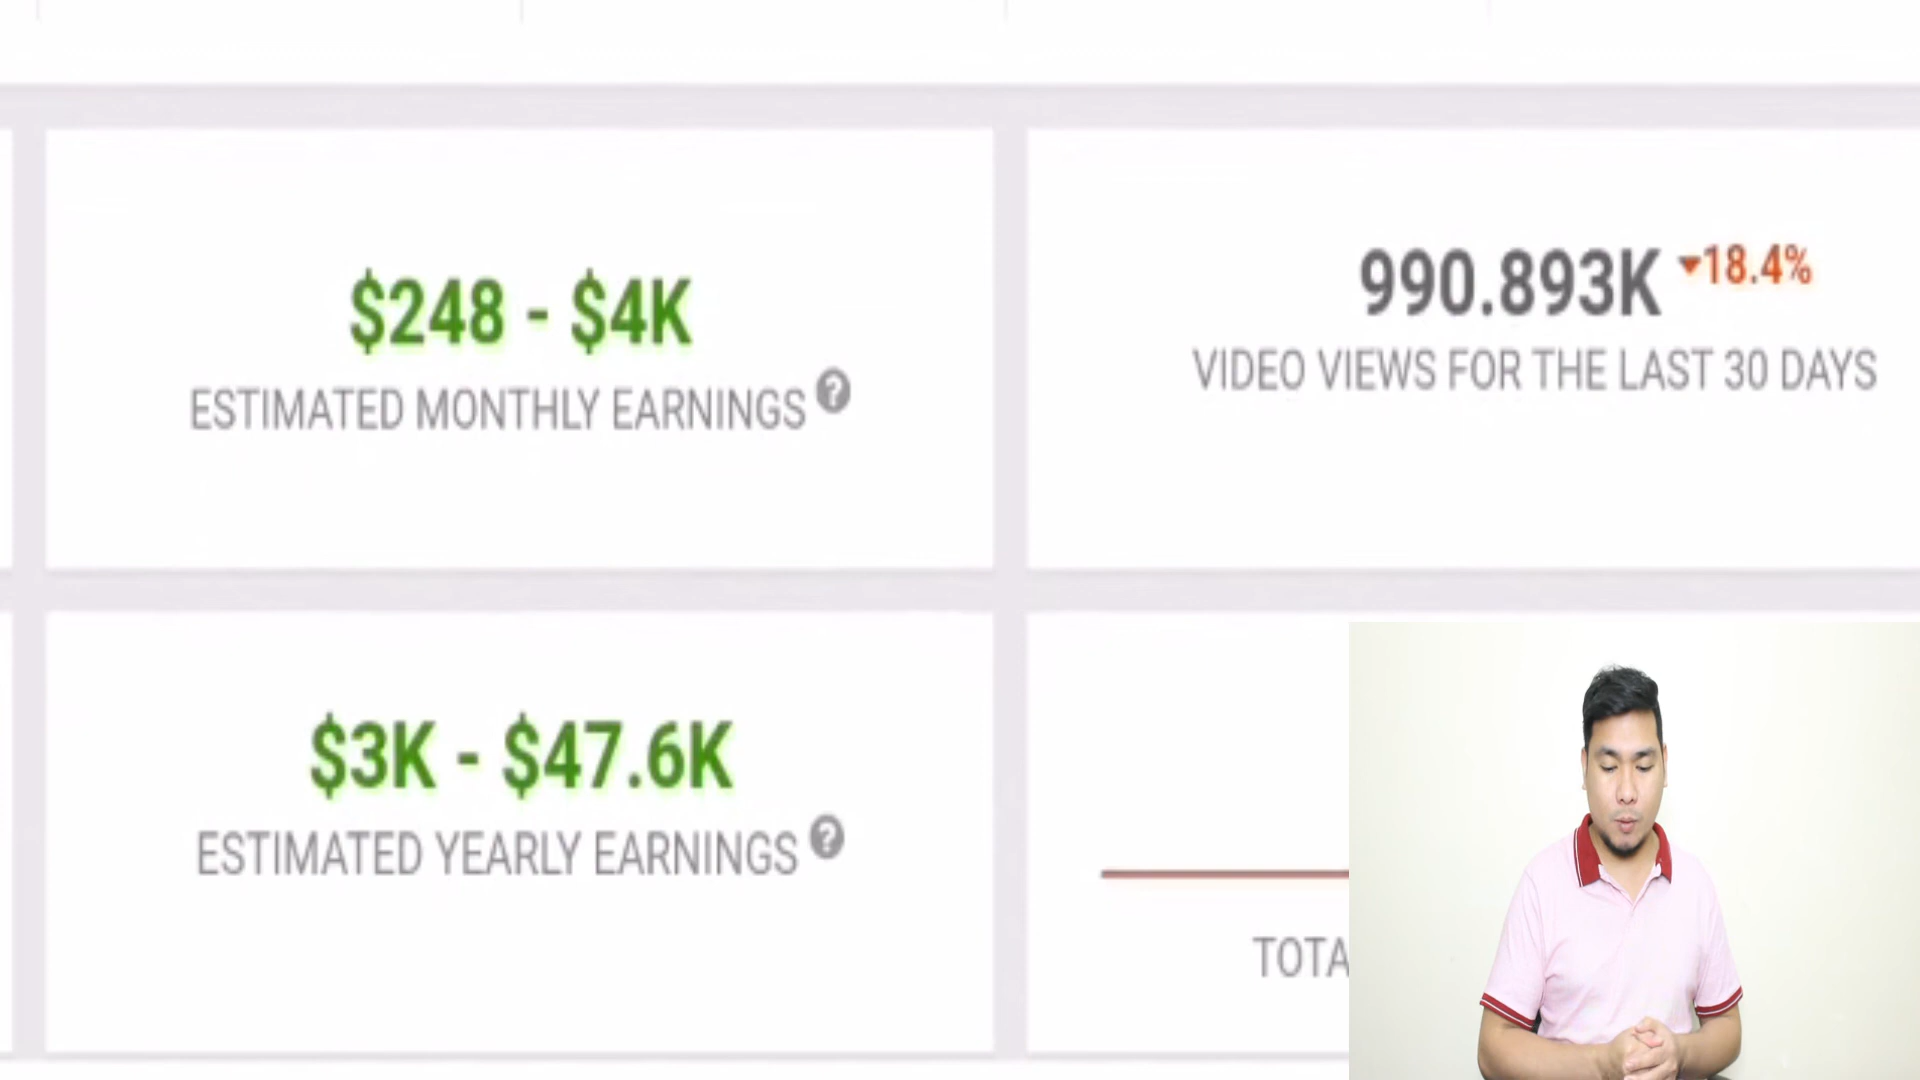 $248 - $4K
ESTIMATED MONTHLY EARNINGS ?
990.893K ▾18.4%
VIDEO VIEWS FOR THE LAST 30 DAYS
$3K - $47.6K
ESTIMATED YEARLY EARNINGS ?
TOTA